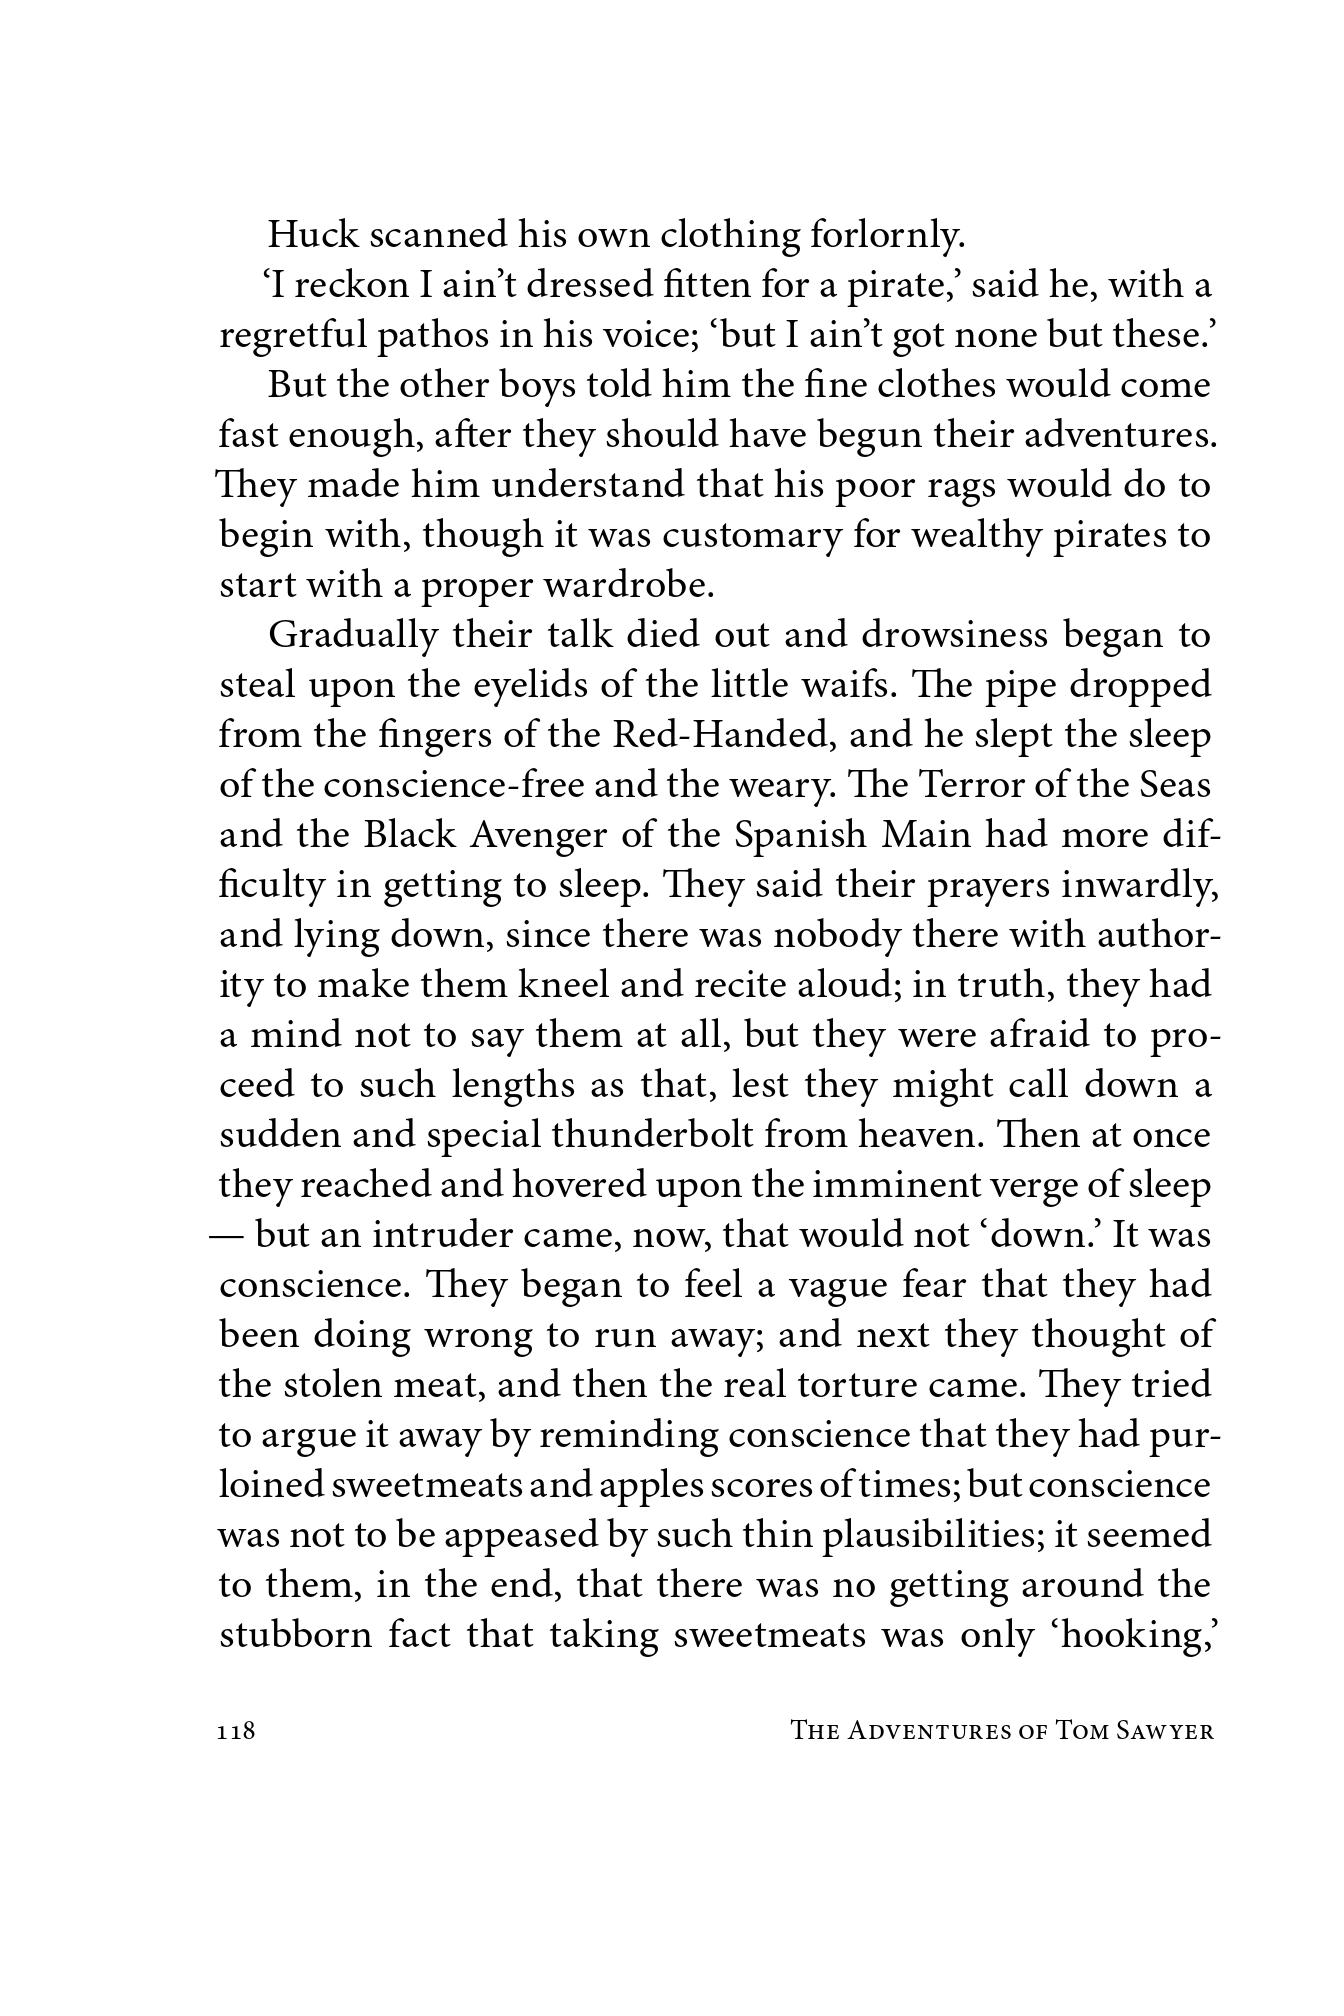 Huck scanned his own clothing forlornly.
‘I reckon I ain’t dressed fitten for a pirate,’ said he, with a
regretful pathos in his voice; ‘but I ain’t got none but these.’
But the other boys told him the fine clothes would come
fast enough, after they should have begun their adventures.
They made him understand that his poor rags would do to
begin with, though it was customary for wealthy pirates to
start with a proper wardrobe.
Gradually their talk died out and drowsiness began to
steal upon the eyelids of the little waifs. The pipe dropped
from the fingers of the Red-Handed, and he slept the sleep
of the conscience-free and the weary. The Terror of the Seas
and the Black Avenger of the Spanish Main had more dif-
ficulty in getting to sleep. They said their prayers inwardly,
and lying down, since there was nobody there with author-
ity to make them kneel and recite aloud; in truth, they had
a mind not to say them at all, but they were afraid to pro-
ceed to such lengths as that, lest they might call down a
sudden and special thunderbolt from heaven. Then at once
they reached and hovered upon the imminent verge of sleep
— but an intruder came, now, that would not ‘down.’ It was
conscience. They began to feel a vague fear that they had
been doing wrong to run away; and next they thought of
the stolen meat, and then the real torture came. They tried
to argue it away by reminding conscience that they had pur-
loined sweetmeats and apples scores of times; but conscience
was not to be appeased by such thin plausibilities; it seemed
to them, in the end, that there was no getting around the
stubborn fact that taking sweetmeats was only ‘hooking,’
118 The Adventures of Tom Sawyer